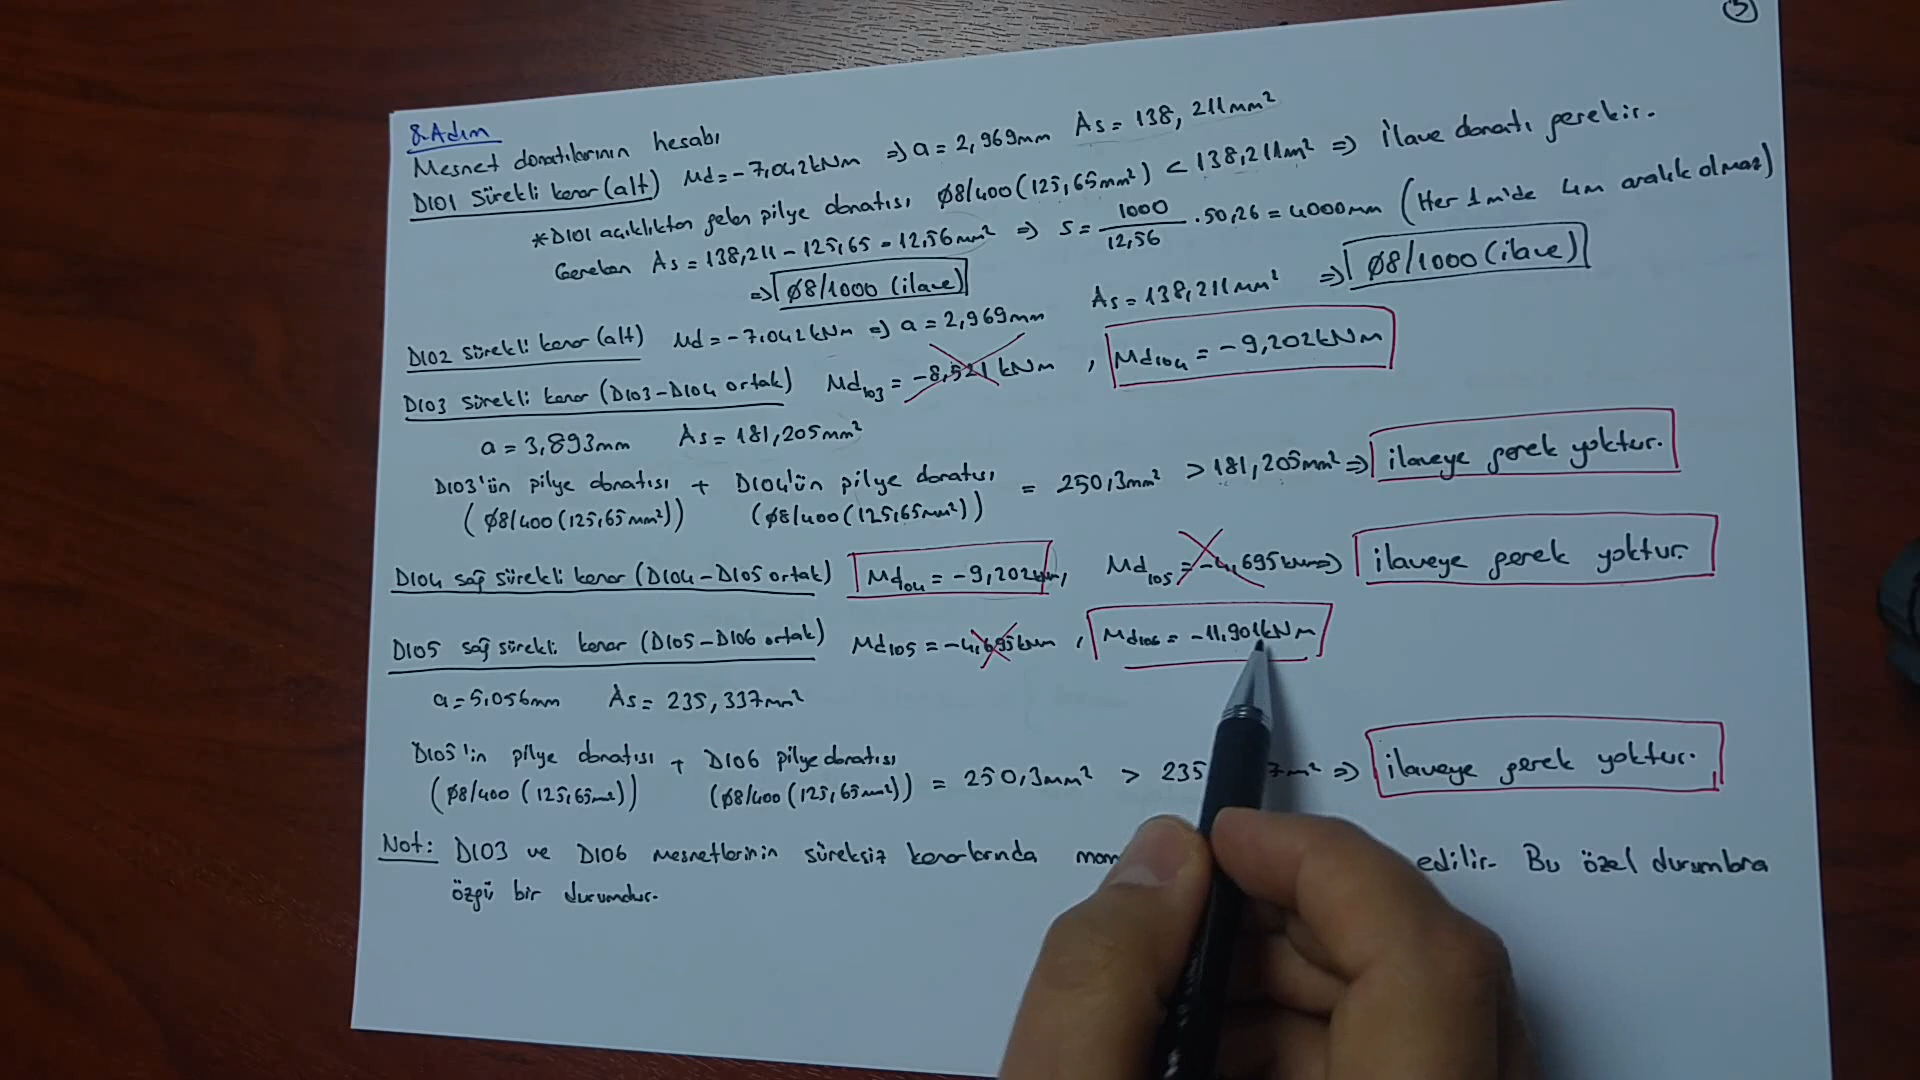 5
8.Adım
Mesnet donatılarının hesabı
D101 Sürekli kenar (alt) Md = -7,042kNm ⇒ a = 2,969mm As = 138,211mm²
*D101 açıklıktan gelen pilye donatısı ø8/400 (125,65mm²) < 138,211mm² ⇒ İlave donatı gerekir.
Gereken As = 138,211 - 125,65 = 12,56mm² ⇒ S = 1000/12,56 . 50,26 = 4000mm (Her 1m'de 4m aralık olmaz)
⇒ ø8/1000 (ilave)
D102 sürekli kenar (alt) Md = -7,042kNm ⇒ a = 2,969mm As = 138,211mm² ⇒ ø8/1000 (ilave)
D103 sürekli kenar (D103-D104 ortak) Md103 = -8,521 kNm , Md104 = -9,202kNm
a = 3,893mm As = 181,205mm²
D103'ün pilye donatısı + D104'ün pilye donatısı = 250,3mm² > 181,205mm² ⇒ ilaveye gerek yoktur.
(ø8/400 (125,65mm²)) (ø8/400 (125,65mm²))
D104 sağ sürekli kenar (D104-D105 ortak) Md04 = -9,202kNm, Md105 = -4,695kNm ⇒ ilaveye gerek yoktur.
D105 sağ sürekli kenar (D105-D106 ortak) Md105 = -4,695kNm , Md106 = -11,901kNm
a = 5,056mm As = 235,337mm²
D105'in pilye donatısı + D106 pilye donatısı = 250,3mm² > 235 7m² ⇒ ilaveye gerek yoktur.
(ø8/400 (125,65mm²)) (ø8/400 (125,65mm²))
Not: D103 ve D106 mesnetlerinin süreksiz kenarlarında mom edilir. Bu özel durumlara
özgü bir durumdur.